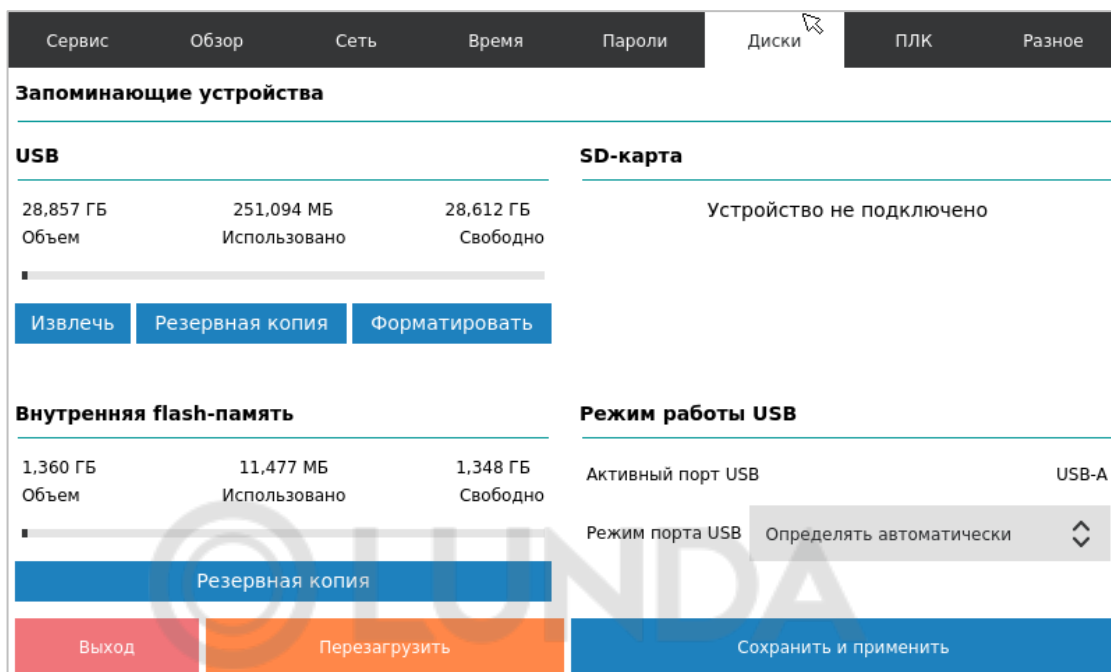 Сервис Обзор Сеть Время Пароли Диски ПЛК Разное
Запоминающие устройства
USB
28,857 ГБ 251,094 МБ 28,612 ГБ
Объем Использовано Свободно
Извлечь Резервная копия Форматировать
SD-карта
Устройство не подключено
Внутренняя flash-память
1,360 ГБ 11,477 МБ 1,348 ГБ
Объем Использовано Свободно
Резервная копия
Режим работы USB
Активный порт USB USB-A
Режим порта USB Определять автоматически
LUNDA
Выход Перезагрузить Сохранить и применить